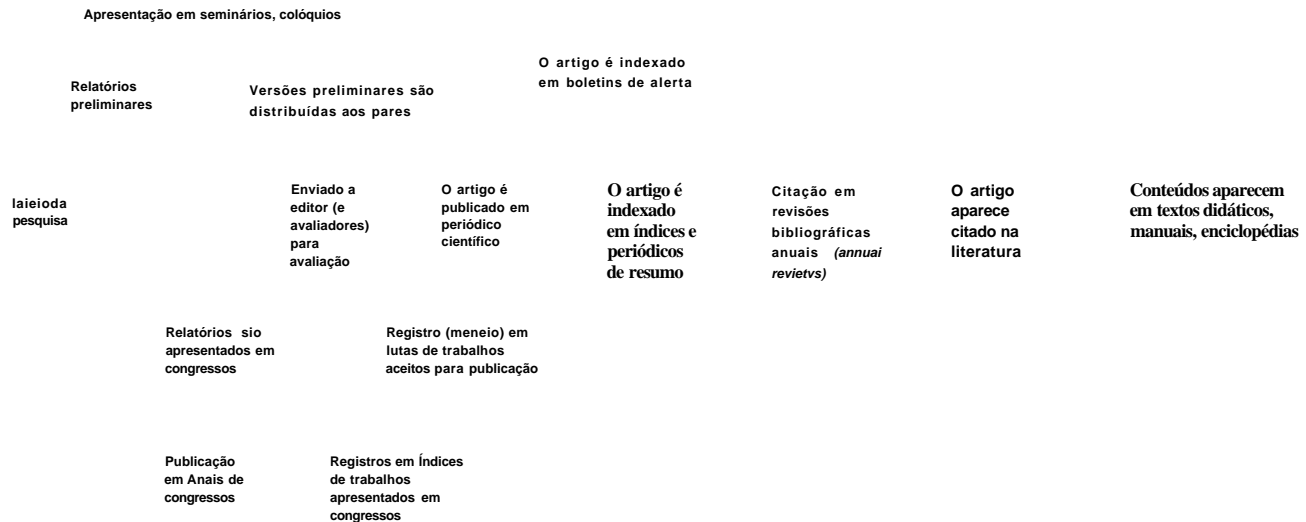 Apresentação em seminários, colóquios
O artigo é indexado
em boletins de alerta
Relatórios
preliminares
Versões preliminares são
distribuídas aos pares
laieioda
pesquisa
Enviado a
editor (e
avaliadores)
para
avaliação
O artigo é
publicado em
periódico
científico
O artigo é
indexado
em índices e
periódicos
de resumo
Citação em
revisões
bibliográficas
anuais (annuai
revietvs)
O artigo
aparece
citado na
literatura
Conteúdos aparecem
em textos didáticos,
manuais, enciclopédias
Relatórios sio
apresentados em
congressos
Registro (meneio) em
lutas de trabalhos
aceitos para publicação
Publicação
em Anais de
congressos
Registros em Índices
de trabalhos
apresentados em
congressos